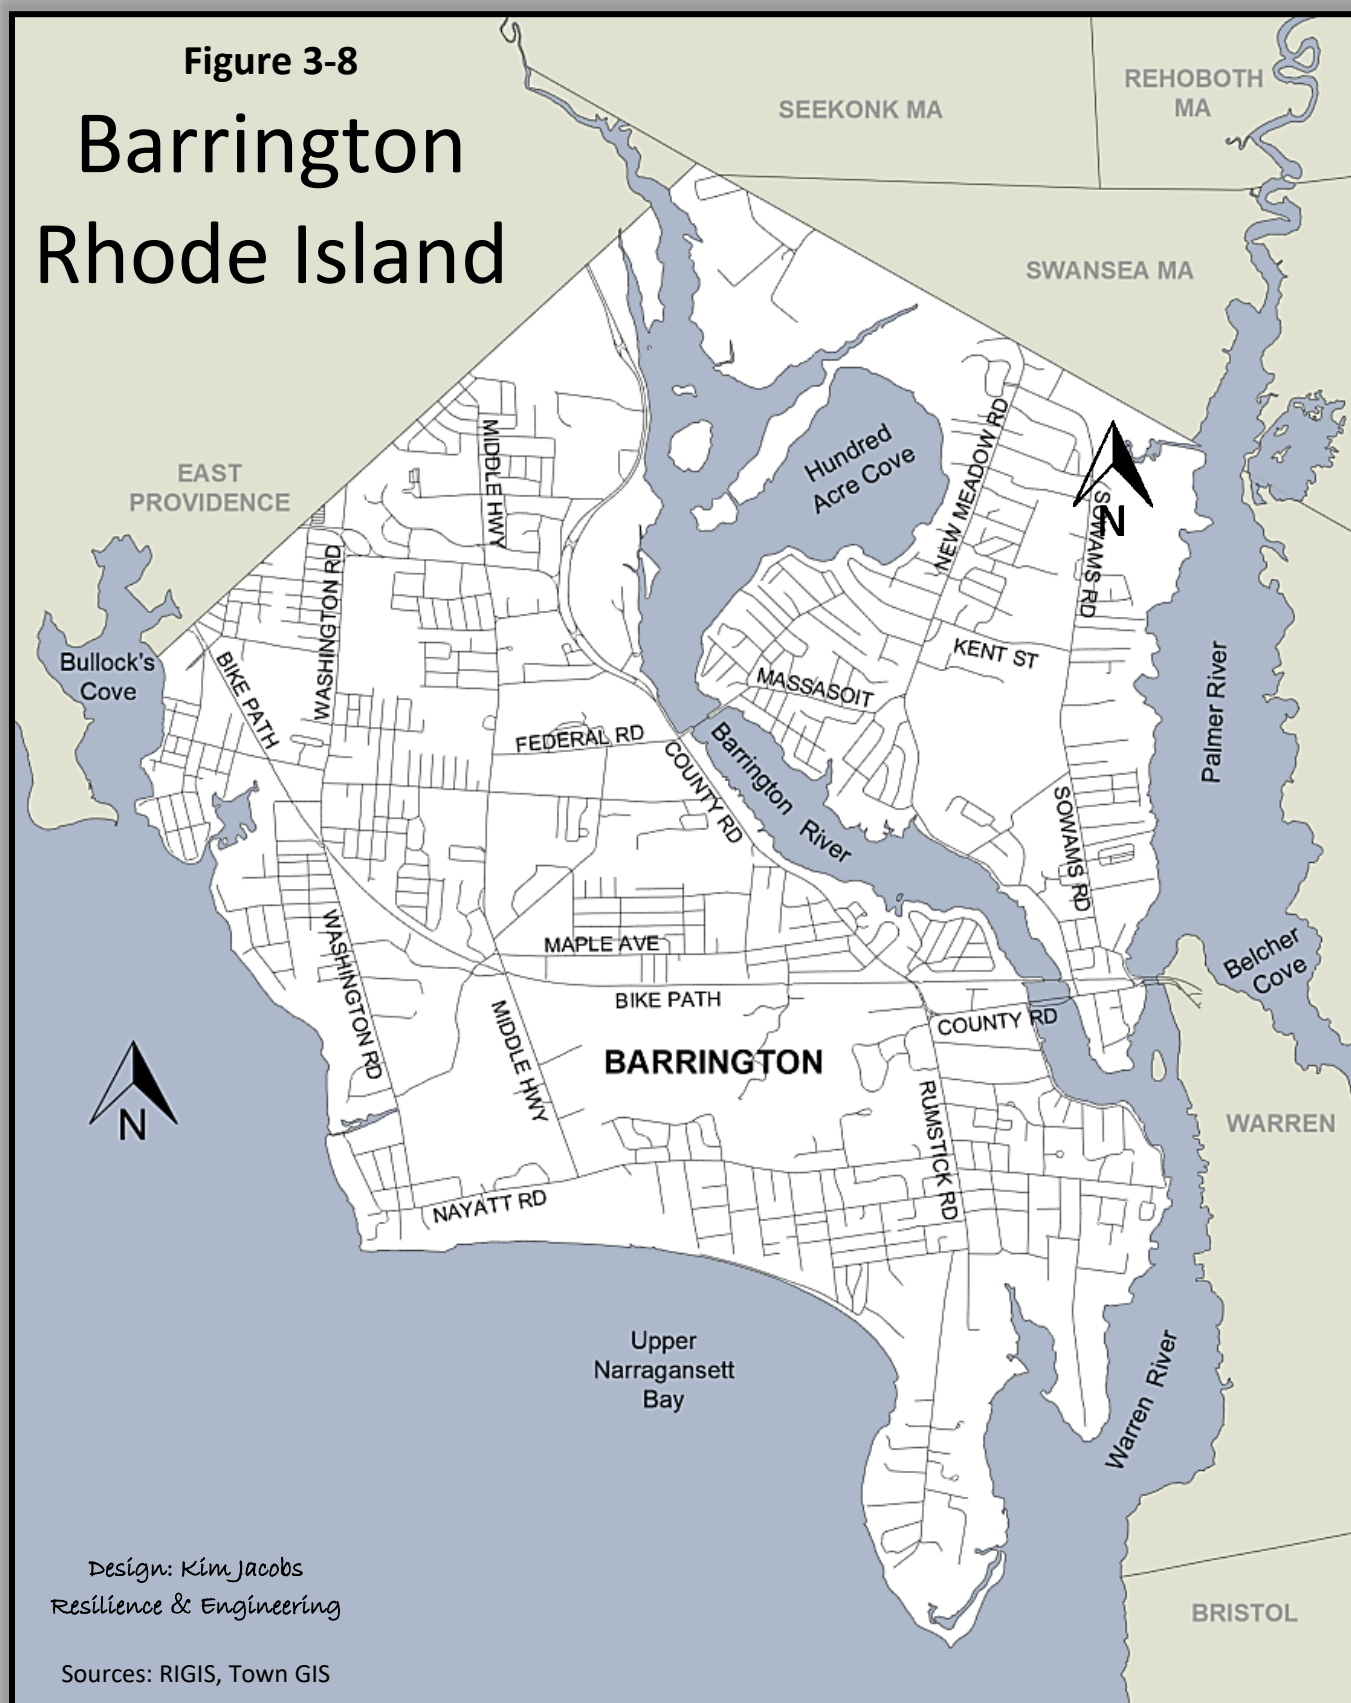 Figure 3-8
Barrington
Rhode Island
SEEKONK MA
REHOBOTH
MA
SWANSEA MA
EAST
PROVIDENCE
MIDDLE HWY
Hundred
Acre Cove
NEW MEADOW RD
N
SOWAMS RD
WASHINGTON RD
Bullock's
Cove
BIKE PATH
KENT ST
MASSASOIT
Palmer River
FEDERAL RD
COUNTY RD
Barrington River
SOWAMS RD
WASHINGTON RD
MAPLE AVE
Belcher
Cove
BIKE PATH
MIDDLE HWY
COUNTY RD
BARRINGTON
N
RUMSTICK RD
WARREN
NAYATT RD
Upper
Narragansett
Bay
Warren River
Design: Kim Jacobs
Resilience & Engineering
BRISTOL
Sources: RIGIS, Town GIS